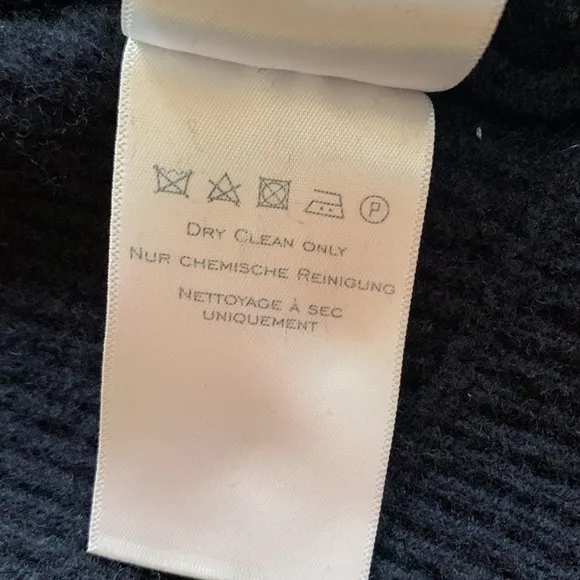 P
DRY CLEAN ONLY
NUR CHEMISCHE REINIGUNG
NETTOYAGE À SEC
UNIQUEMENT